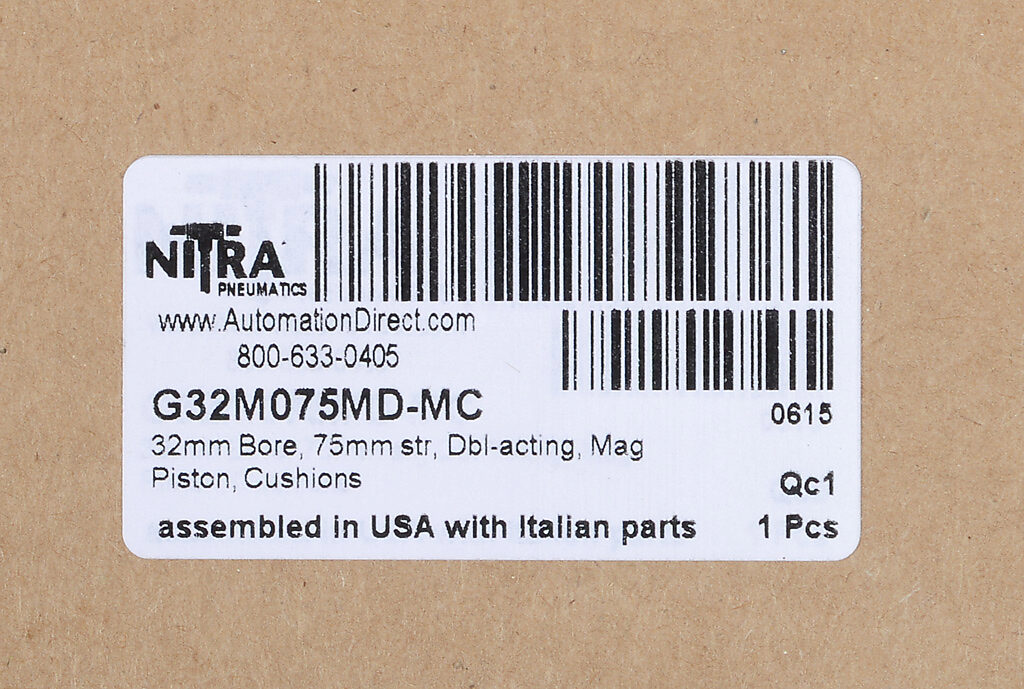 NITRA
PNEUMATICS
www.AutomationDirect.com
800-633-0405
G32M075MD-MC
0615
32mm Bore, 75mm str, Dbl-acting, Mag
Piston, Cushions
Qc1
assembled in USA with Italian parts
1 Pcs